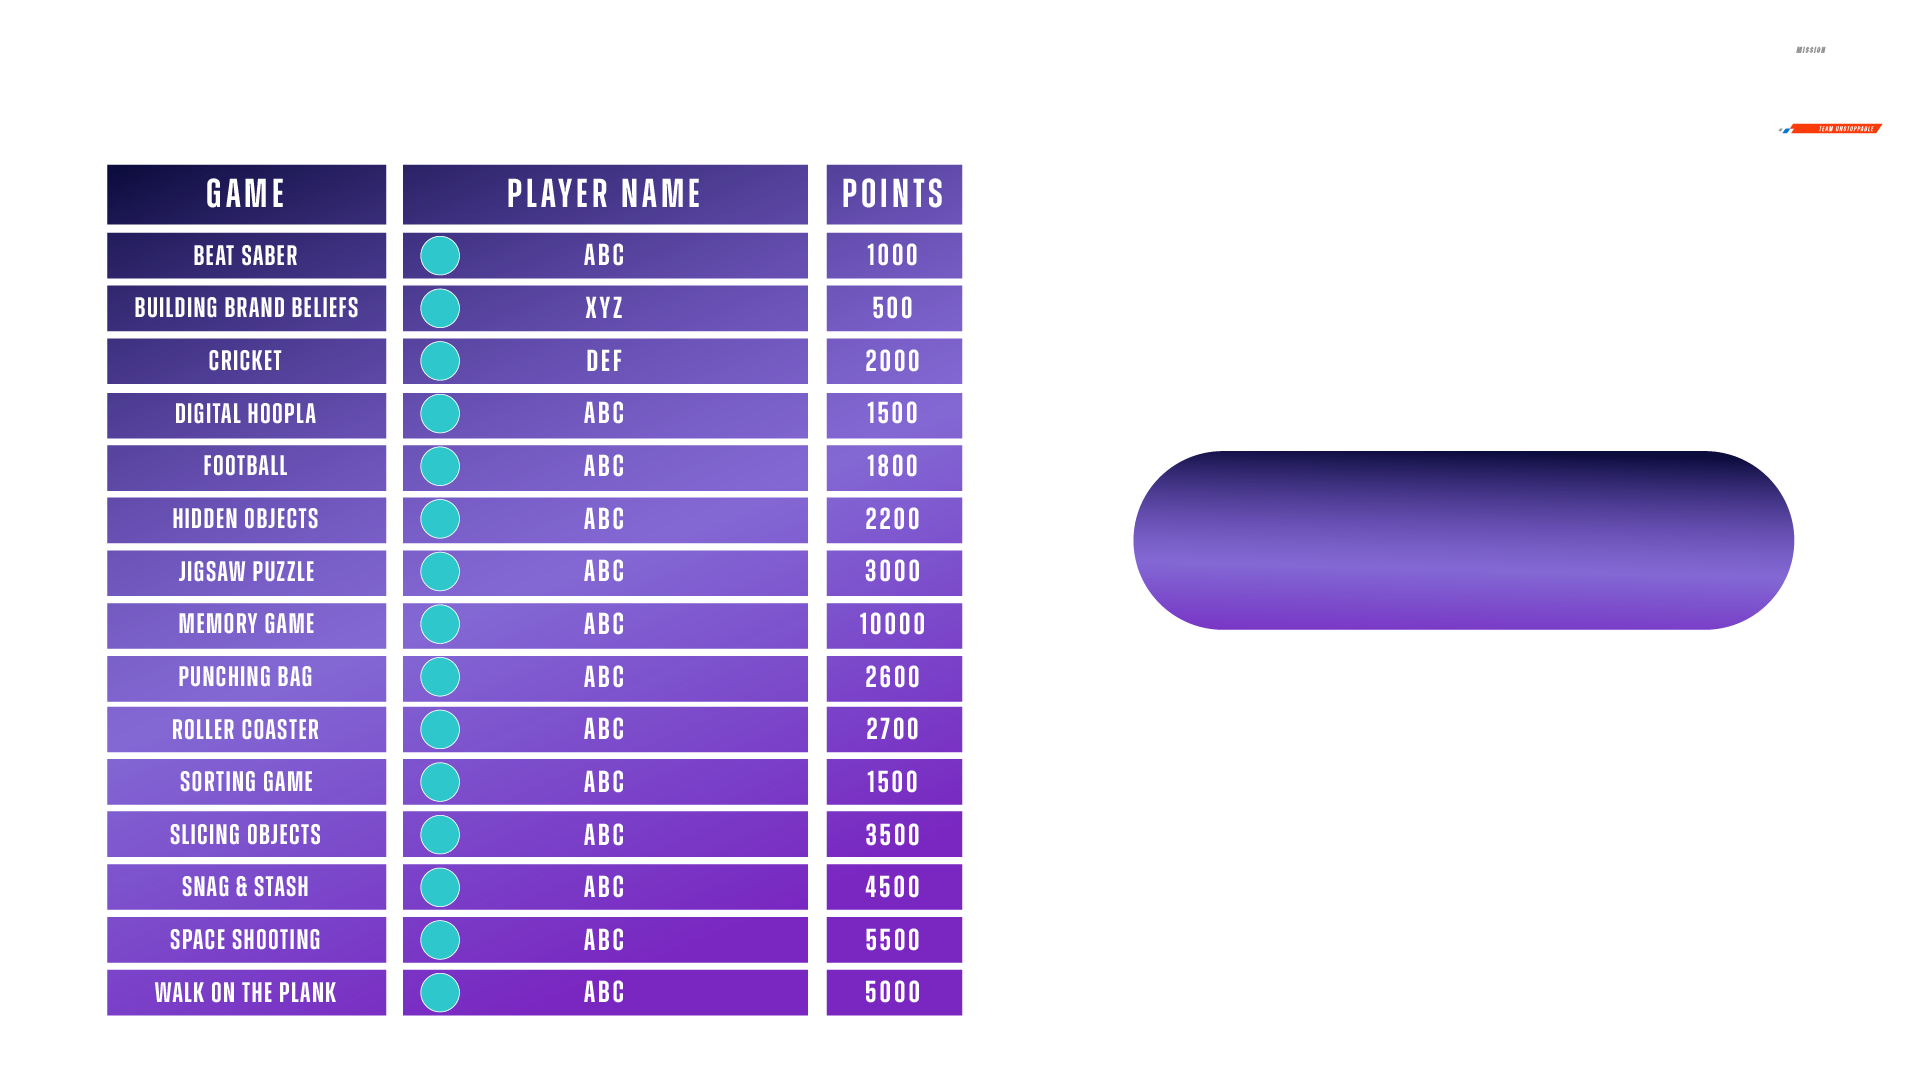 MISSION
TEAM UNSTOPPABLE
GAME PLAYER NAME POINTS
BEAT SABER ABC 1000
BUILDING BRAND BELIEFS XYZ 500
CRICKET DEF 2000
DIGITAL HOOPLA ABC 1500
FOOTBALL ABC 1800
HIDDEN OBJECTS ABC 2200
JIGSAW PUZZLE ABC 3000
MEMORY GAME ABC 10000
PUNCHING BAG ABC 2600
ROLLER COASTER ABC 2700
SORTING GAME ABC 1500
SLICING OBJECTS ABC 3500
SNAG & STASH ABC 4500
SPACE SHOOTING ABC 5500
WALK ON THE PLANK ABC 5000